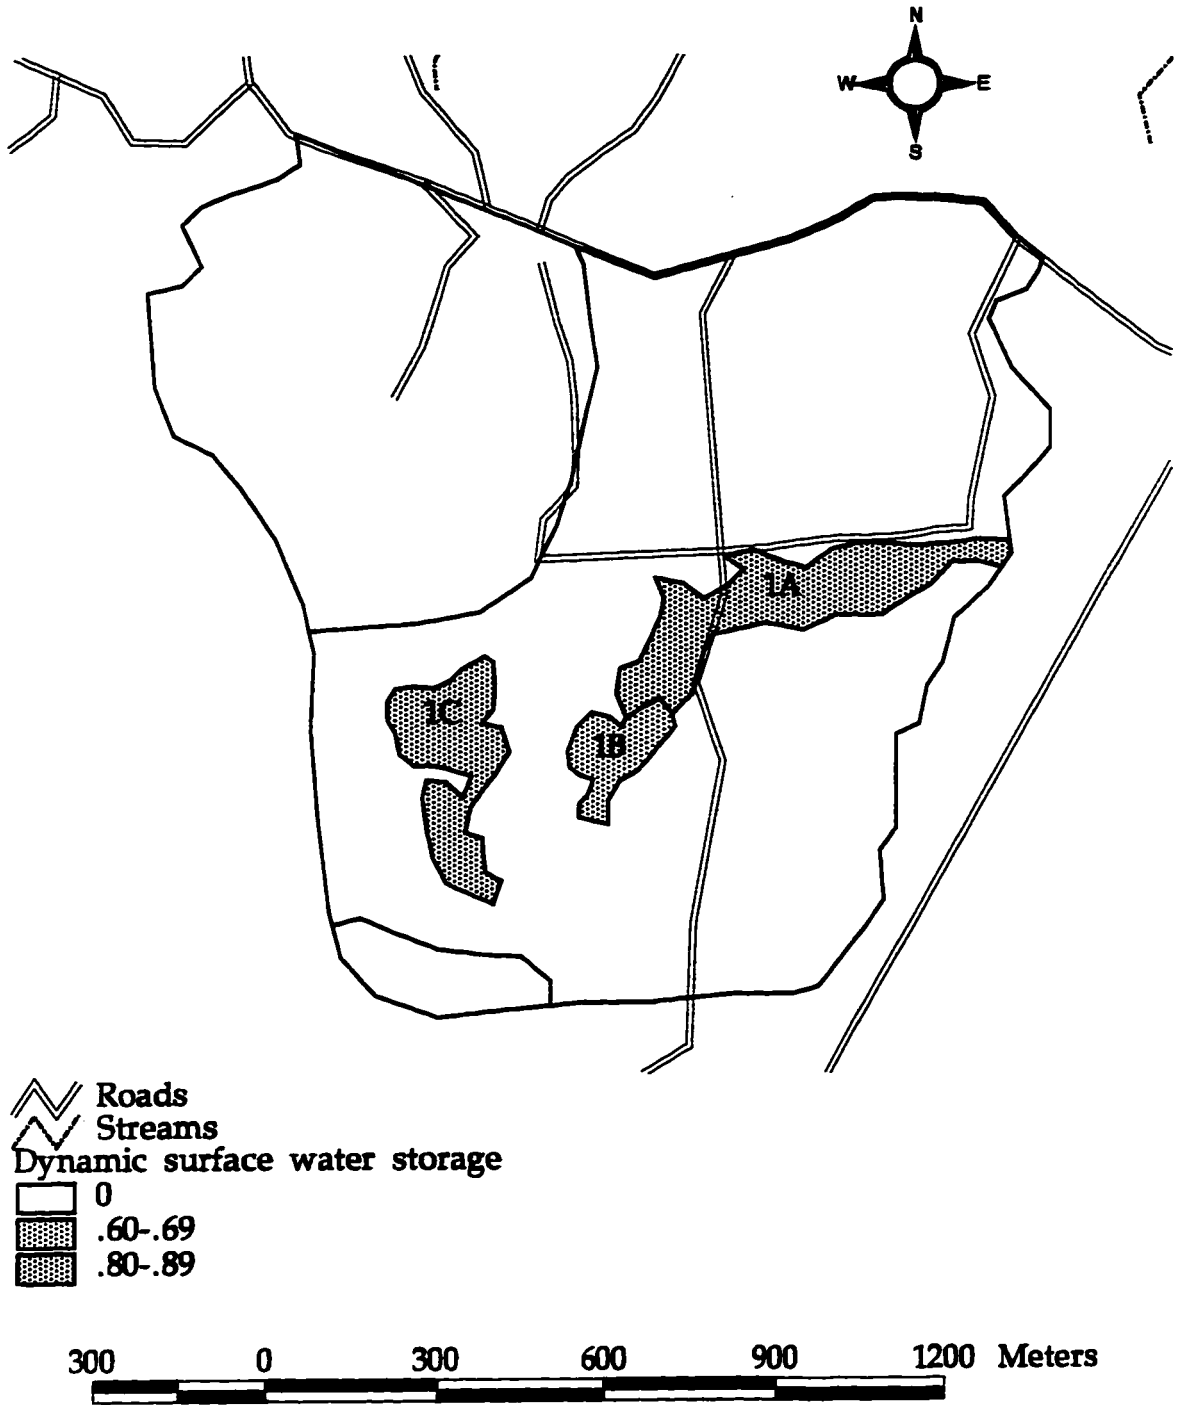 N
W E
S
1A
1C
1B
Roads
Streams
Dynamic surface water storage
0
.60-.69
.80-.89
300 0 300 600 900 1200 Meters